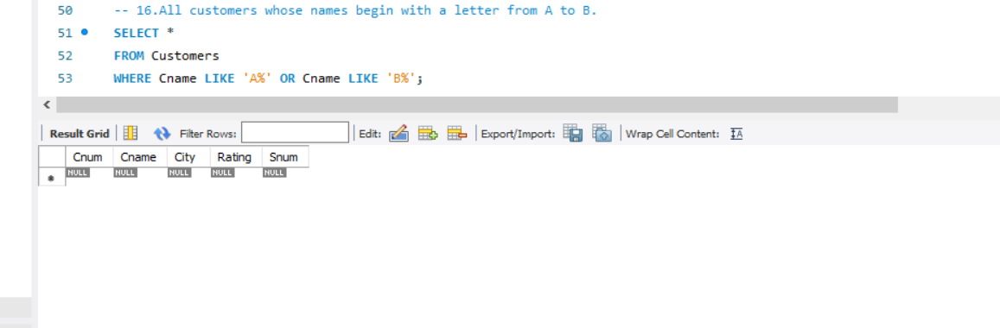 50 -- 16.All customers whose names begin with a letter from A to B.
51 SELECT *
52 FROM Customers
53 WHERE Cname LIKE 'A%' OR Cname LIKE 'B%';
Result Grid Filter Rows: Edit: Export/Import: Wrap Cell Content: IA
Cnum Cname City Rating Snum
NULL NULL NULL NULL NULL